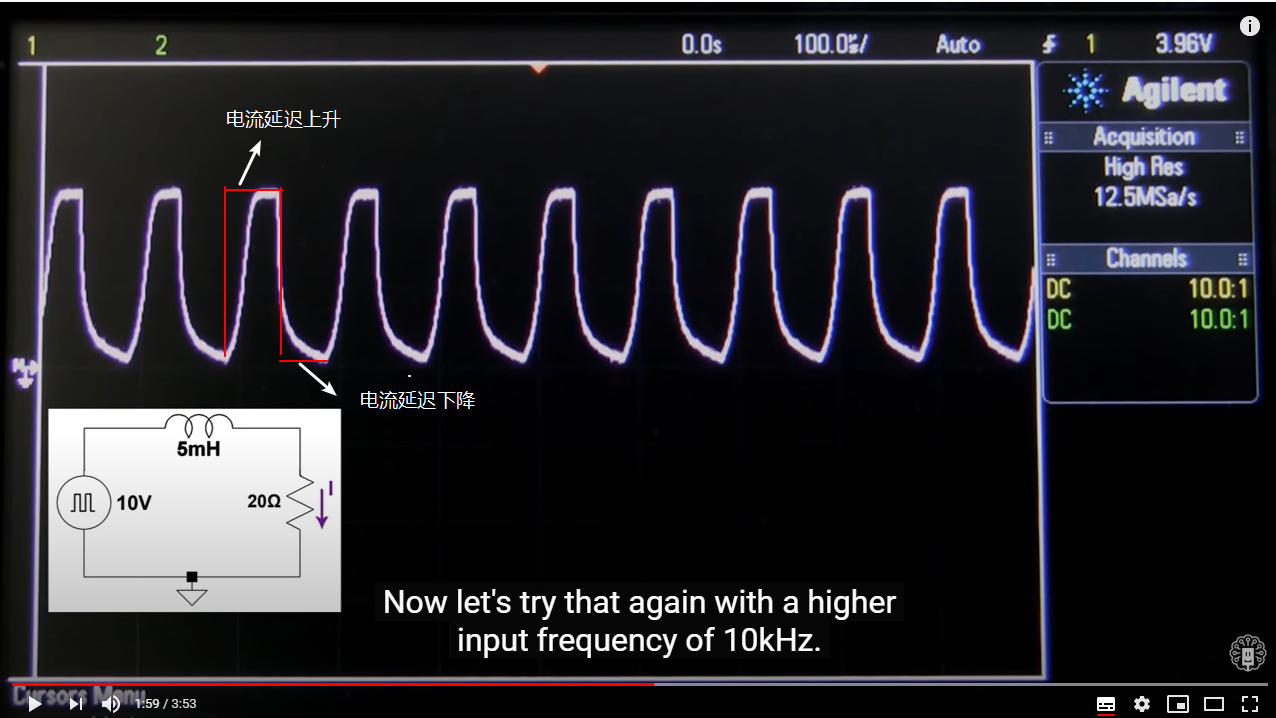 1 2 0.0s 100.0㎲/ Auto 1 3.96V
Agilent
Acquisition
High Res
12.5MSa/s
Channels
DC 10.0:1
DC 10.0:1
电流延迟上升
电流延迟下降
5mH
10V
20Ω
I
Now let's try that again with a higher
input frequency of 10kHz.
Cursors Menu
1:59 / 3:53